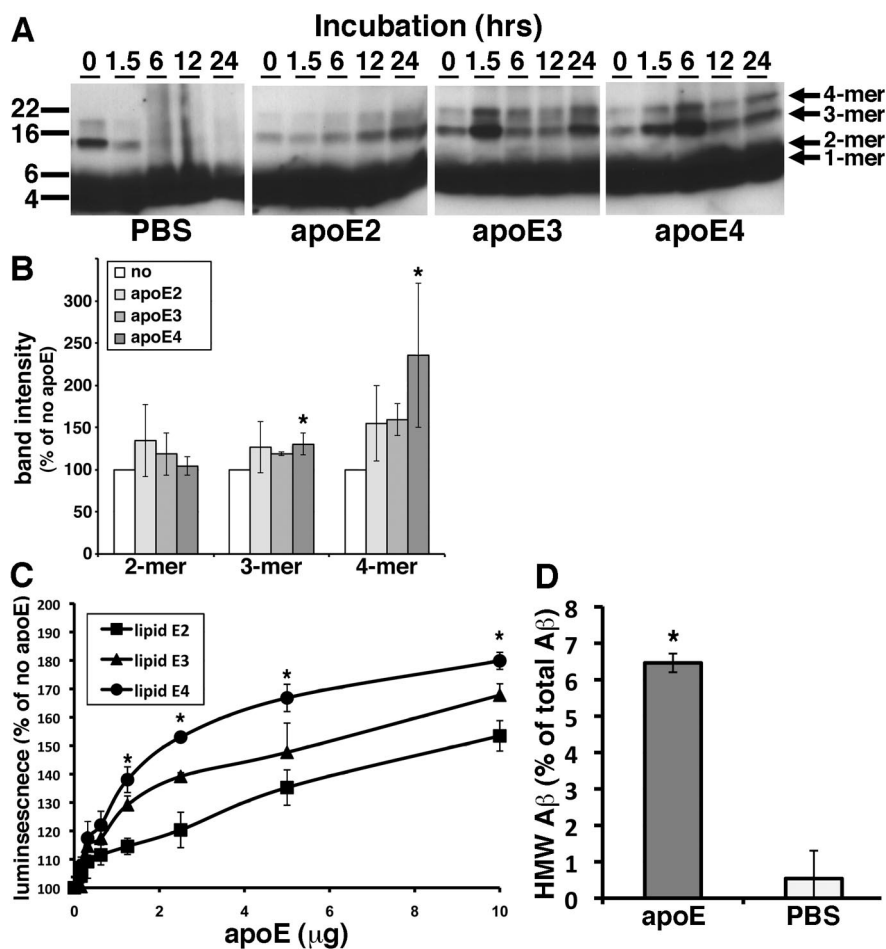 A
Incubation (hrs)
0 1.5 6 12 24 0 1.5 6 12 24 0 1.5 6 12 24 0 1.5 6 12 24
22
16
6
4
4-mer
3-mer
2-mer
1-mer
PBS apoE2 apoE3 apoE4
B
no
apoE2
apoE3
apoE4
band intensity
(% of no apoE)
300
250
200
150
100
50
0
* *
2-mer 3-mer 4-mer
C
lipid E2
lipid E3
lipid E4
luminsescnece (% of no apoE)
200
190
180
170
160
150
140
130
120
110
100
* * * *
0 2 4 6 8 10
apoE (μg)
D
HMW Aβ (% of total Aβ)
8
7
6
5
4
3
2
1
0
*
apoE PBS